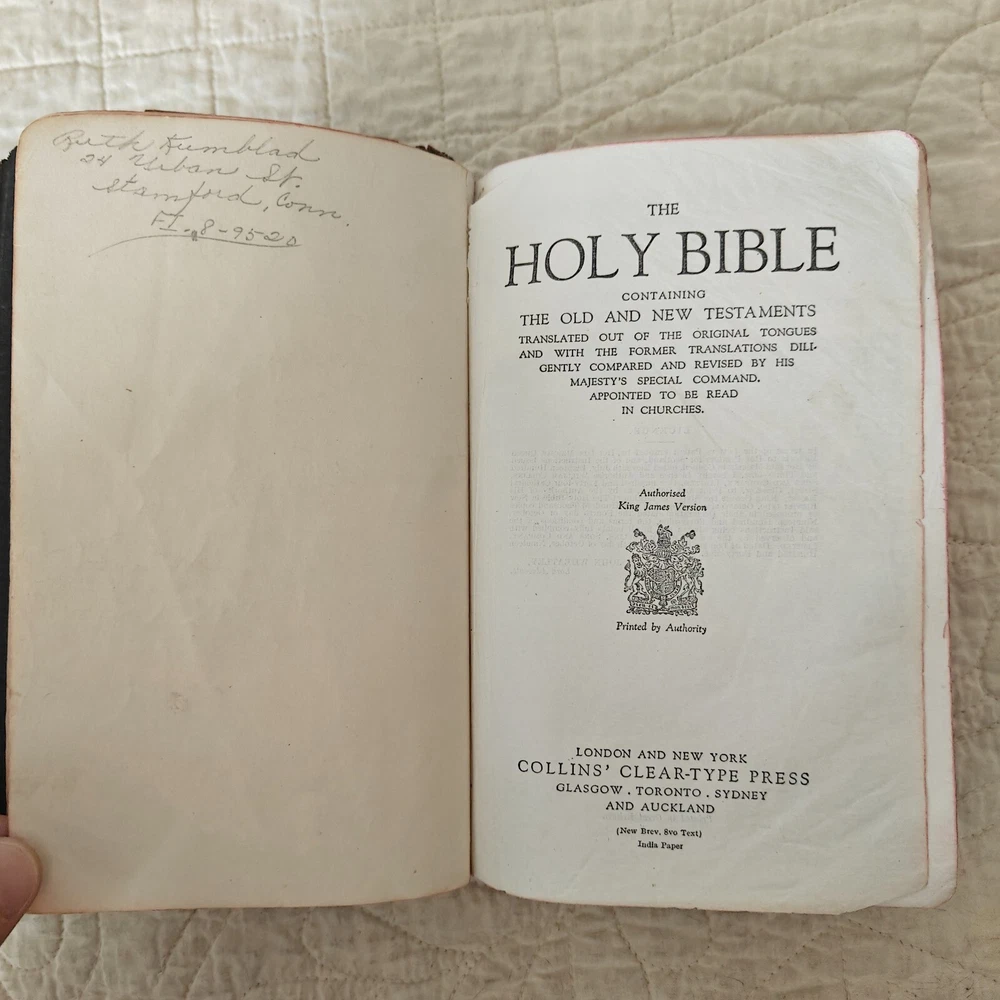 Ruth Kumblad
24 Urban St.
Stamford, Conn.
FI. 8-9520
THE
HOLY BIBLE
CONTAINING
THE OLD AND NEW TESTAMENTS
TRANSLATED OUT OF THE ORIGINAL TONGUES
AND WITH THE FORMER TRANSLATIONS DILI-
GENTLY COMPARED AND REVISED BY HIS
MAJESTY'S SPECIAL COMMAND.
APPOINTED TO BE READ
IN CHURCHES.
Authorised
King James Version
Printed by Authority
LONDON AND NEW YORK
COLLINS' CLEAR-TYPE PRESS
GLASGOW . TORONTO . SYDNEY
AND AUCKLAND
(New Brev, 8vo Text)
India Paper